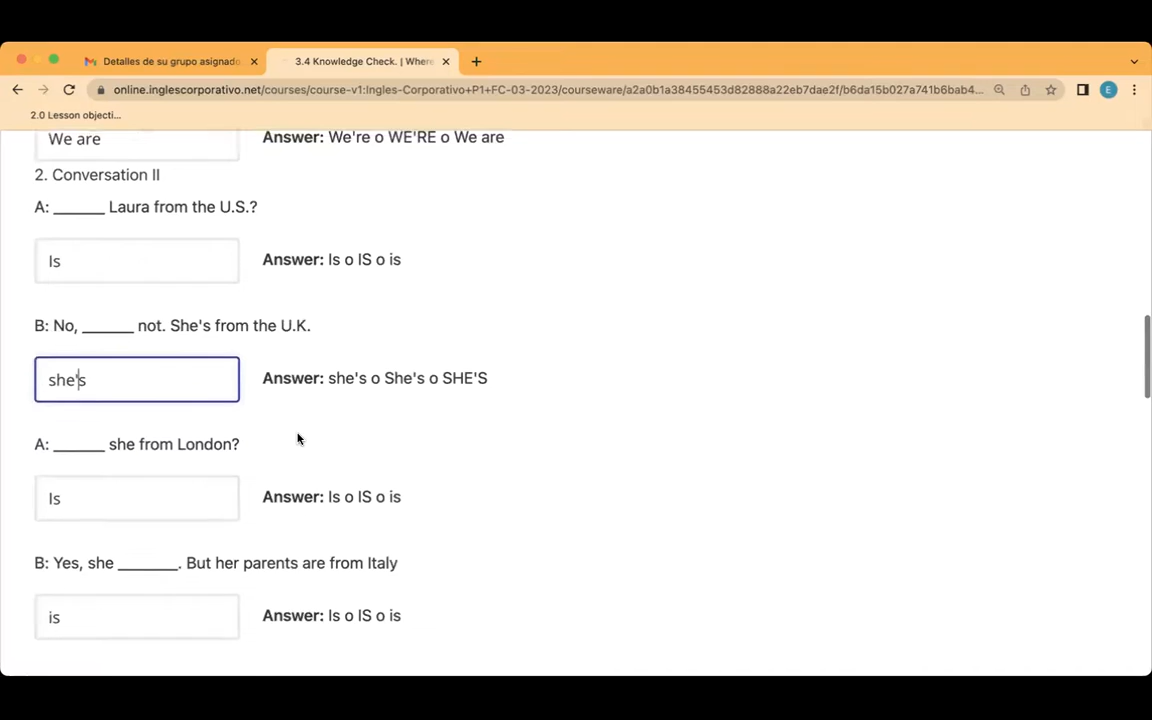 Detalles de su grupo asignado
3.4 Knowledge Check. | Where
online.inglescorporativo.net/courses/course-v1:Ingles-Corporativo+P1+FC-03-2023/courseware/a2a0b1a38455453d82888a22eb7dae2f/b6da15b027a741b6bab4...
E
2.0 Lesson objecti...
We are
Answer: We're o WE'RE o We are
2. Conversation II
A: ______ Laura from the U.S.?
Is
Answer: Is o IS o is
B: No, ______ not. She's from the U.K.
she's
Answer: she's o She's o SHE'S
A: ______ she from London?
Is
Answer: Is o IS o is
B: Yes, she _______. But her parents are from Italy
is
Answer: Is o IS o is